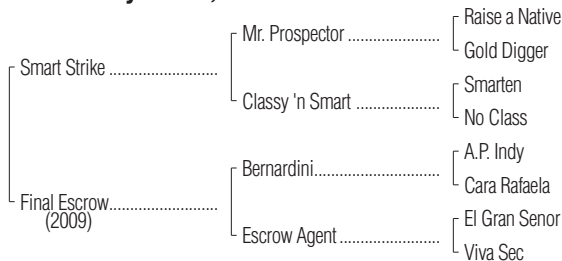 Raise a Native
Mr. Prospector
Gold Digger
Smart Strike
Smarten
Classy 'n Smart
No Class
A.P. Indy
Bernardini
Cara Rafaela
Final Escrow
(2009)
El Gran Senor
Escrow Agent
Viva Sec